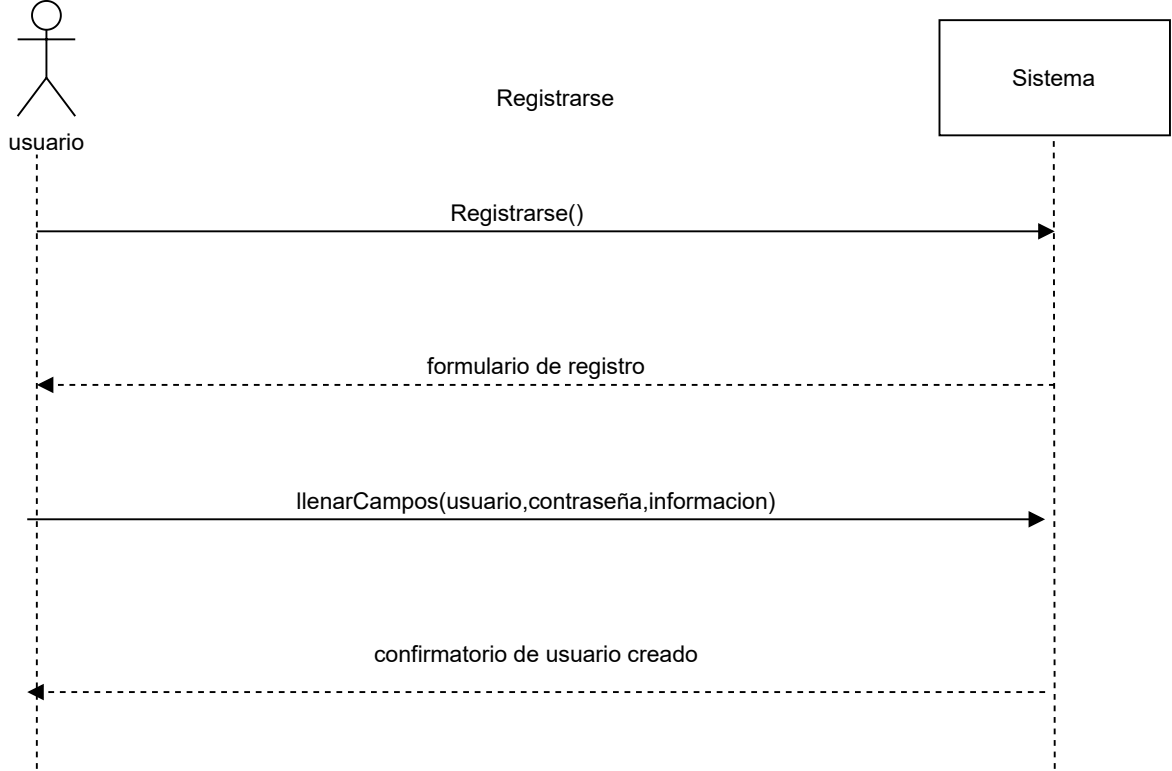 Sistema
Registrarse
usuario
Registrarse()
formulario de registro
llenarCampos(usuario,contraseña,informacion)
confirmatorio de usuario creado